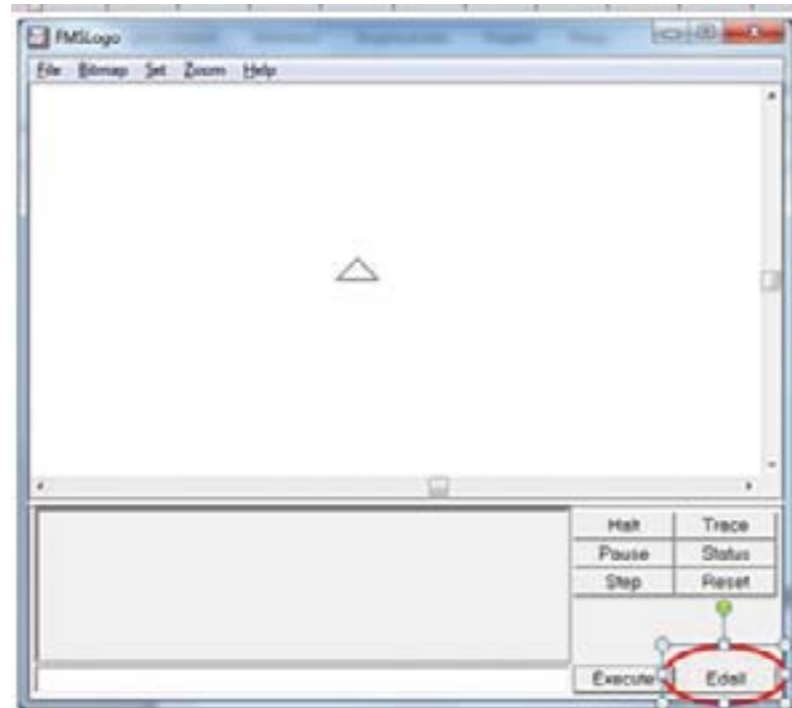 FMSLogo
File Bitmap Set Zoom Help
Halt Trace
Pause Status
Step Reset
Execute Edall